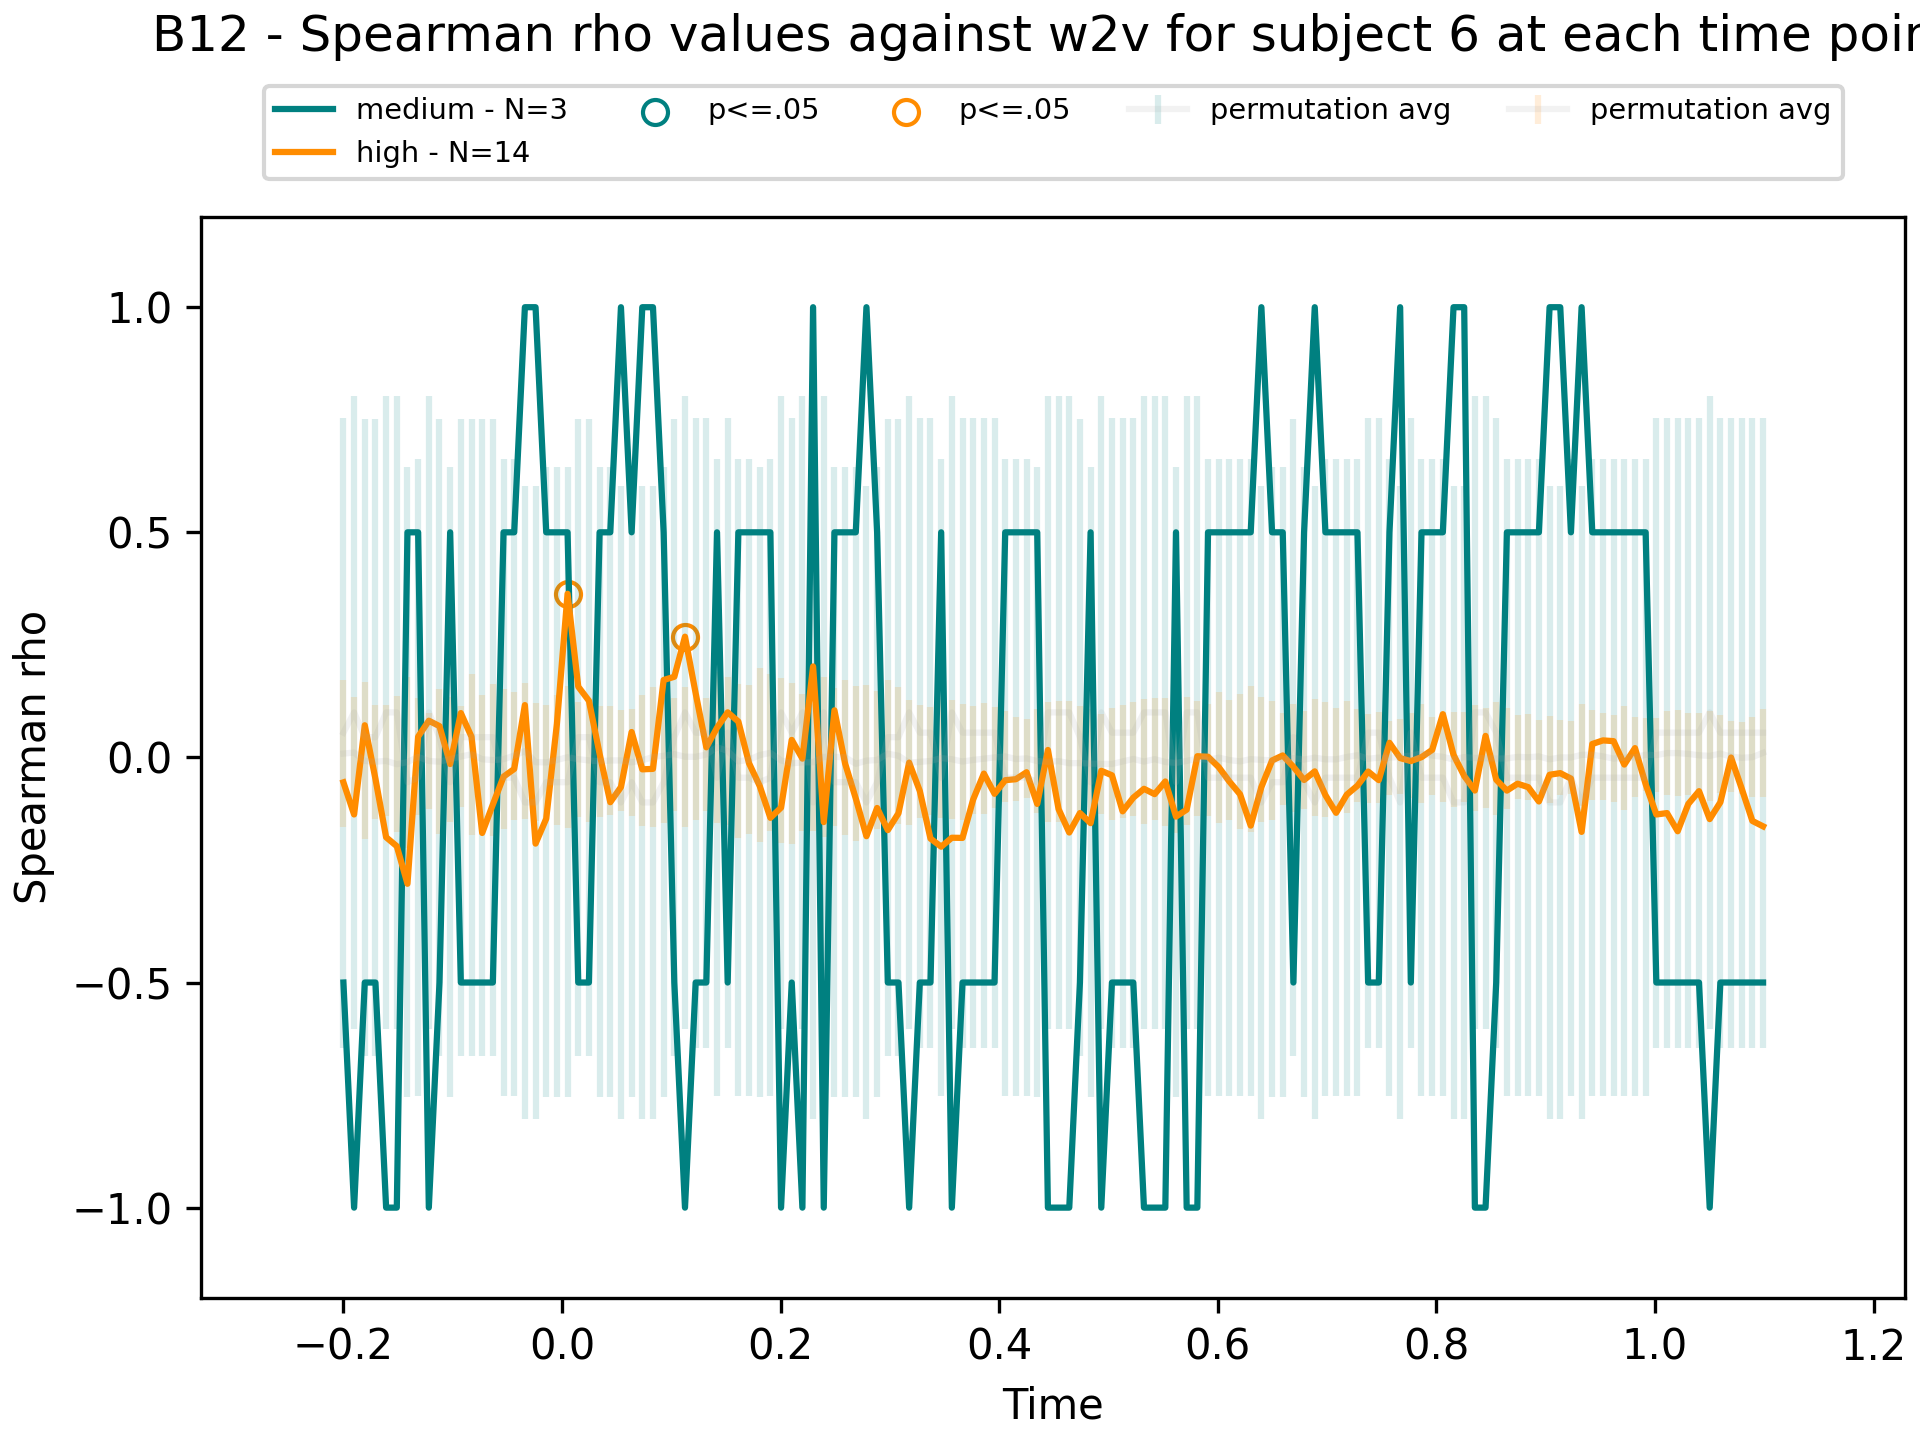 B12 - Spearman rho values against w2v for subject 6 at each time poin
medium - N=3
high - N=14
p<=.05
p<=.05
permutation avg
permutation avg
1.0
0.5
0.0
−0.5
−1.0
Spearman rho
−0.2 0.0 0.2 0.4 0.6 0.8 1.0 1.2
Time